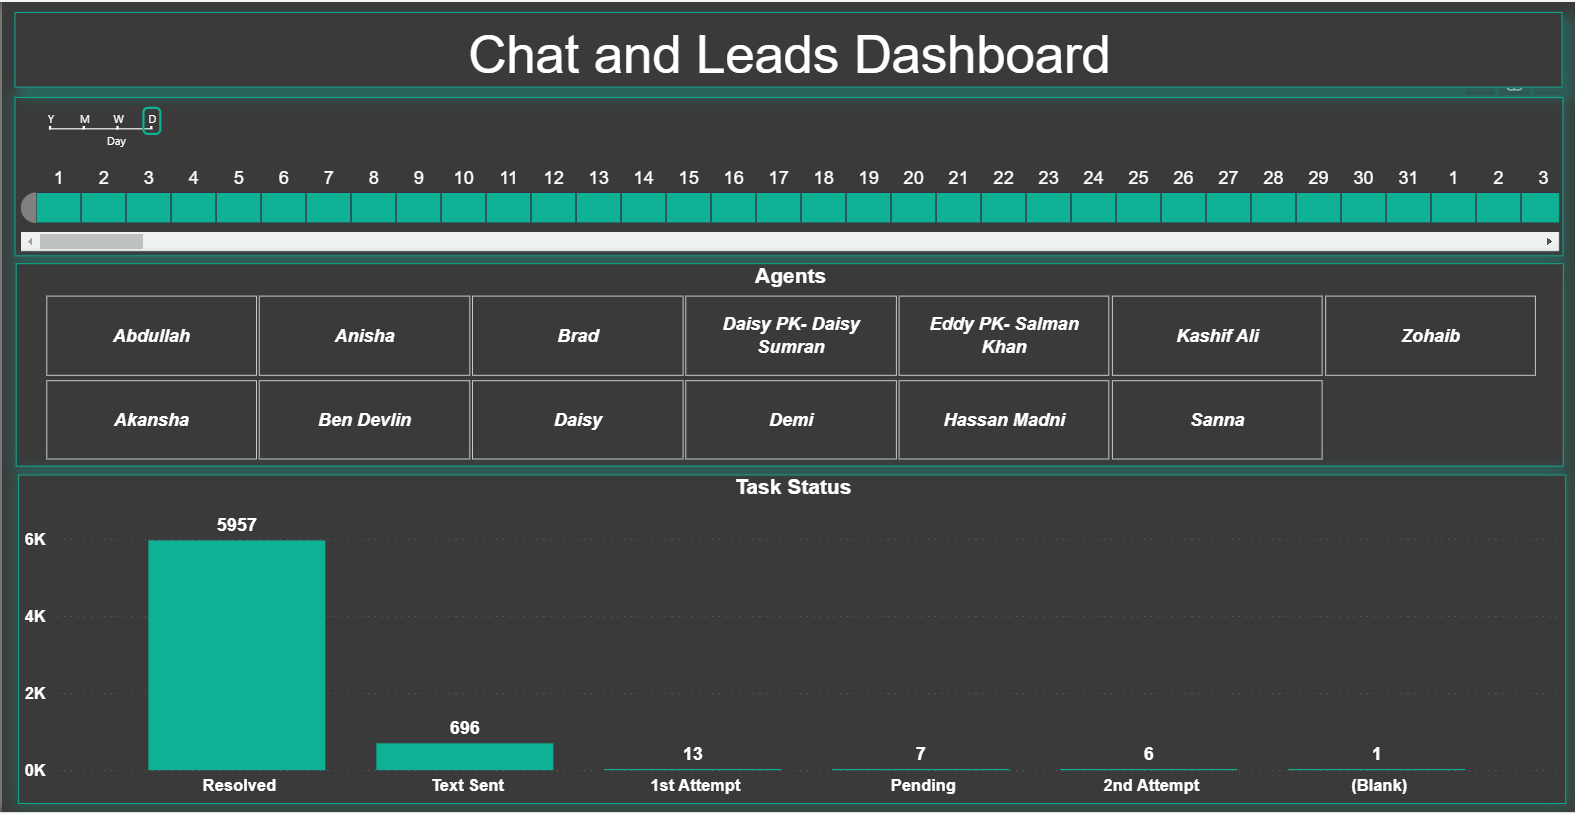 Chat and Leads Dashboard
Y M W D
Day
1 2 3 4 5 6 7 8 9 10 11 12 13 14 15 16 17 18 19 20 21 22 23 24 25 26 27 28 29 30 31 1 2 3
Agents
Abdullah Anisha Brad Daisy PK- Daisy Sumran Eddy PK- Salman Khan Kashif Ali Zohaib
Akansha Ben Devlin Daisy Demi Hassan Madni Sanna
Task Status
5957
6K
4K
2K
696
13 7 6 1
0K
Resolved Text Sent 1st Attempt Pending 2nd Attempt (Blank)